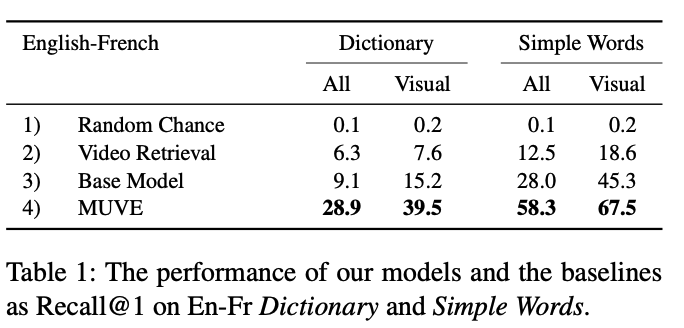 English-French Dictionary Simple Words
All Visual All Visual
1) Random Chance 0.1 0.2 0.1 0.2
2) Video Retrieval 6.3 7.6 12.5 18.6
3) Base Model 9.1 15.2 28.0 45.3
4) MUVE 28.9 39.5 58.3 67.5
Table 1: The performance of our models and the baselines
as Recall@1 on En-Fr Dictionary and Simple Words.